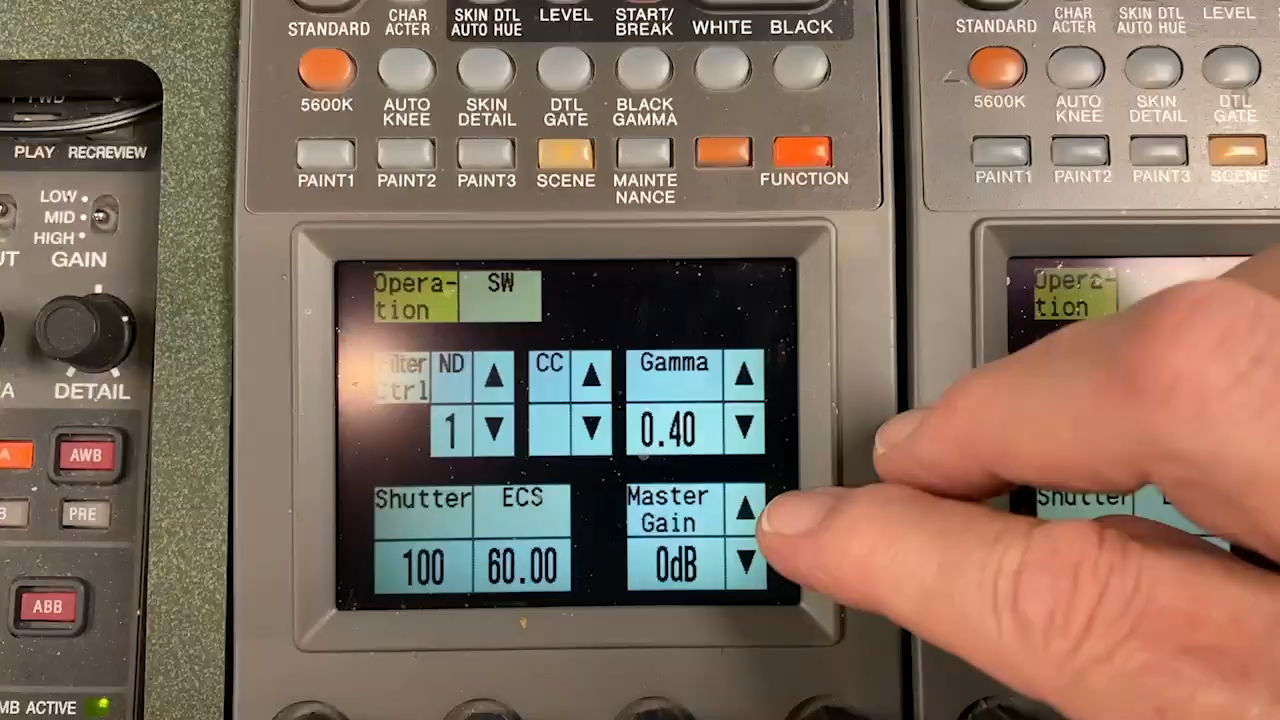 STANDARD
CHAR
ACTER
SKIN DTL
AUTO HUE
LEVEL
START/
BREAK
WHITE
BLACK
5600K
AUTO
KNEE
SKIN
DETAIL
DTL
GATE
BLACK
GAMMA
PAINT1
PAINT2
PAINT3
SCENE
MAINTE
NANCE
FUNCTION
Opera-
tion
SW
Filter
Ctrl
ND
▲
CC
▲
Gamma
▲
1
▼
▼
0.40
▼
Shutter
ECS
Master
Gain
▲
100
60.00
0dB
▼
PLAY
RECREVIEW
LOW
MID
HIGH
GAIN
DETAIL
AWB
PRE
ABB
MB ACTIVE
STANDARD
CHAR
ACTER
SKIN DTL
AUTO HUE
LEVEL
5600K
AUTO
KNEE
SKIN
DETAIL
DTL
GATE
PAINT1
PAINT2
PAINT3
SCENE
Opera-
tion
Shutter